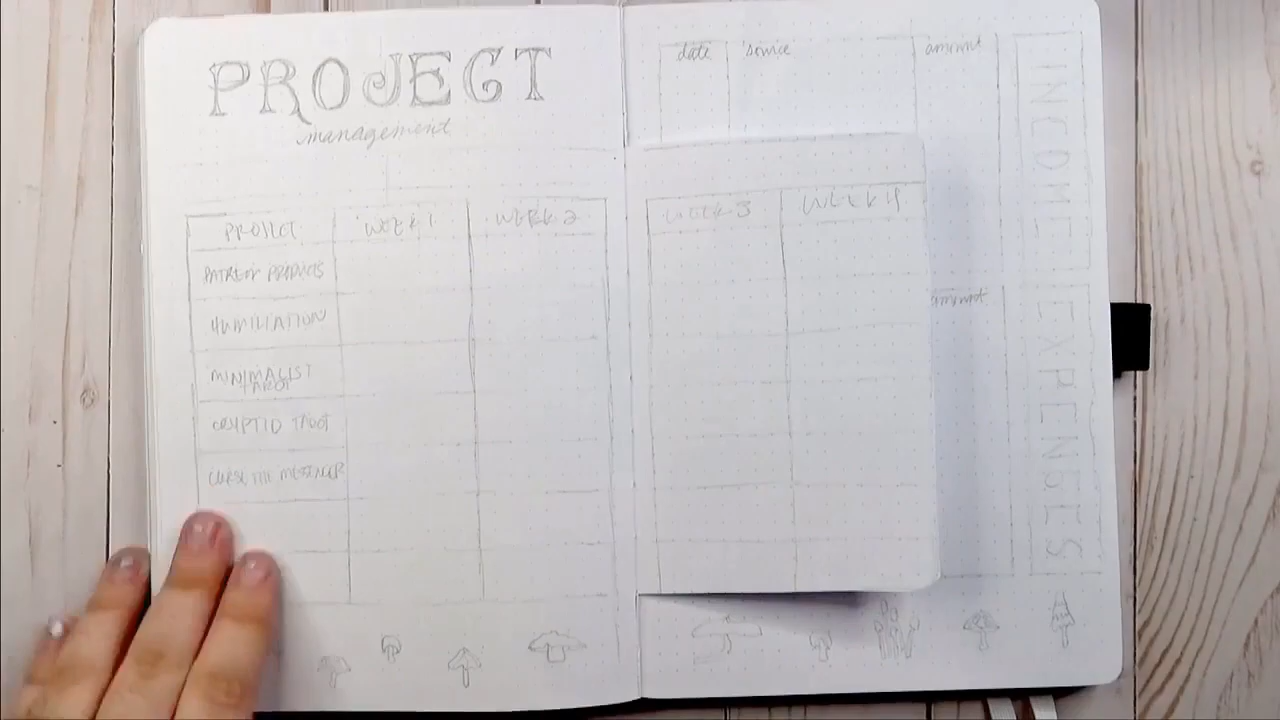 PROJECT
management
PROJECT
WEEK 1
WEEK 2
WEEK 3
WEEK 4
PATREON PRODUCTS
HUMILIATION
MINIMALIST
TAROT
CRYPTID TAROT
CURSE THE MESSENGER
date
source
amount
INCOME
amount
EXPENSES